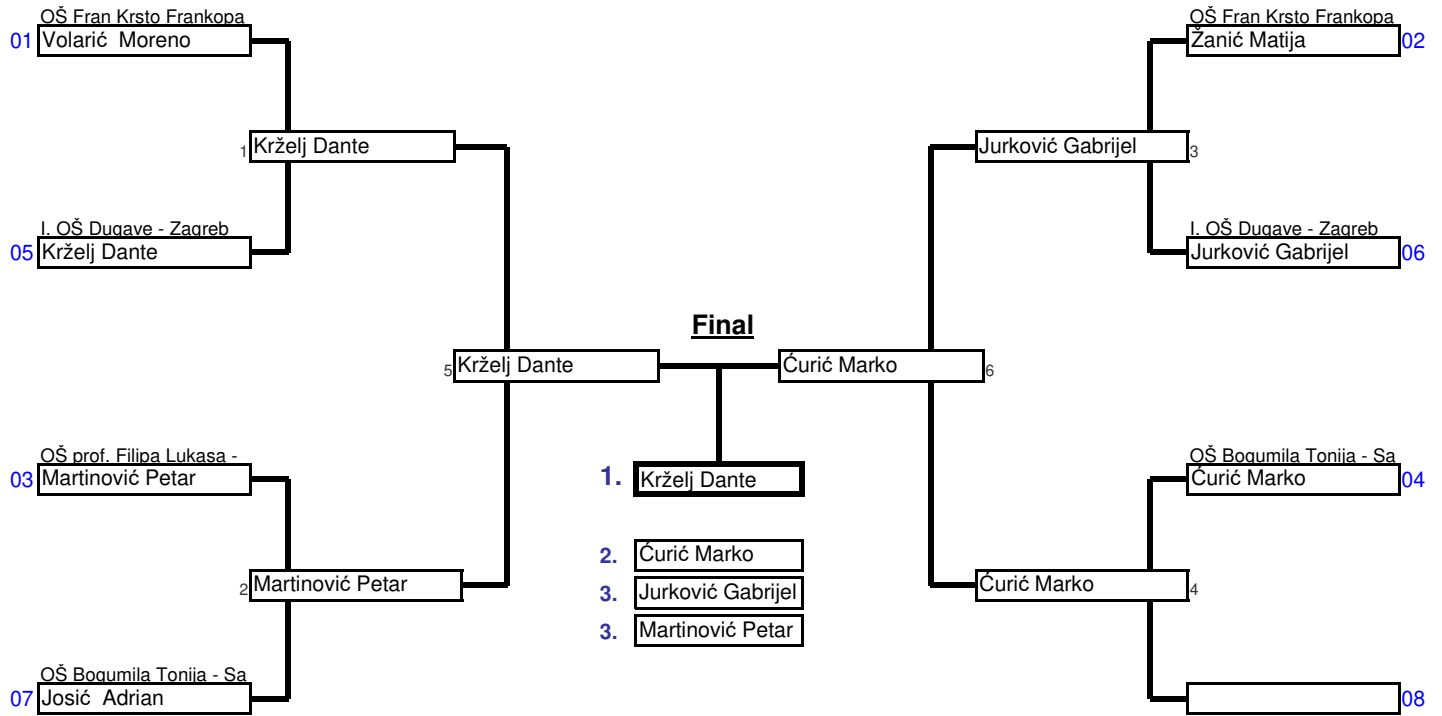 OŠ Fran Krsto Frankopa
01 Volarić  Moreno
OŠ Fran Krsto Frankopa
Žanić Matija 02
1 Krželj Dante
Jurković Gabrijel 3
I. OŠ Dugave - Zagreb
05 Krželj Dante
I. OŠ Dugave - Zagreb
Jurković Gabrijel 06
Final
5 Krželj Dante
Ćurić Marko 6
OŠ prof. Filipa Lukasa -
03 Martinović Petar
1. Krželj Dante
OŠ Bogumila Tonija - Sa
Ćurić Marko 04
2. Ćurić Marko
3. Jurković Gabrijel
3. Martinović Petar
2 Martinović Petar
Ćurić Marko 4
OŠ Bogumila Tonija - Sa
07 Josić  Adrian
08